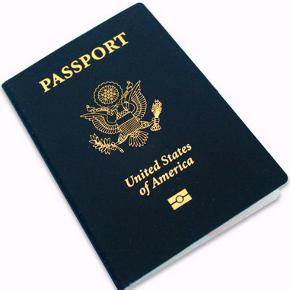 PASSPORT
United States
of America